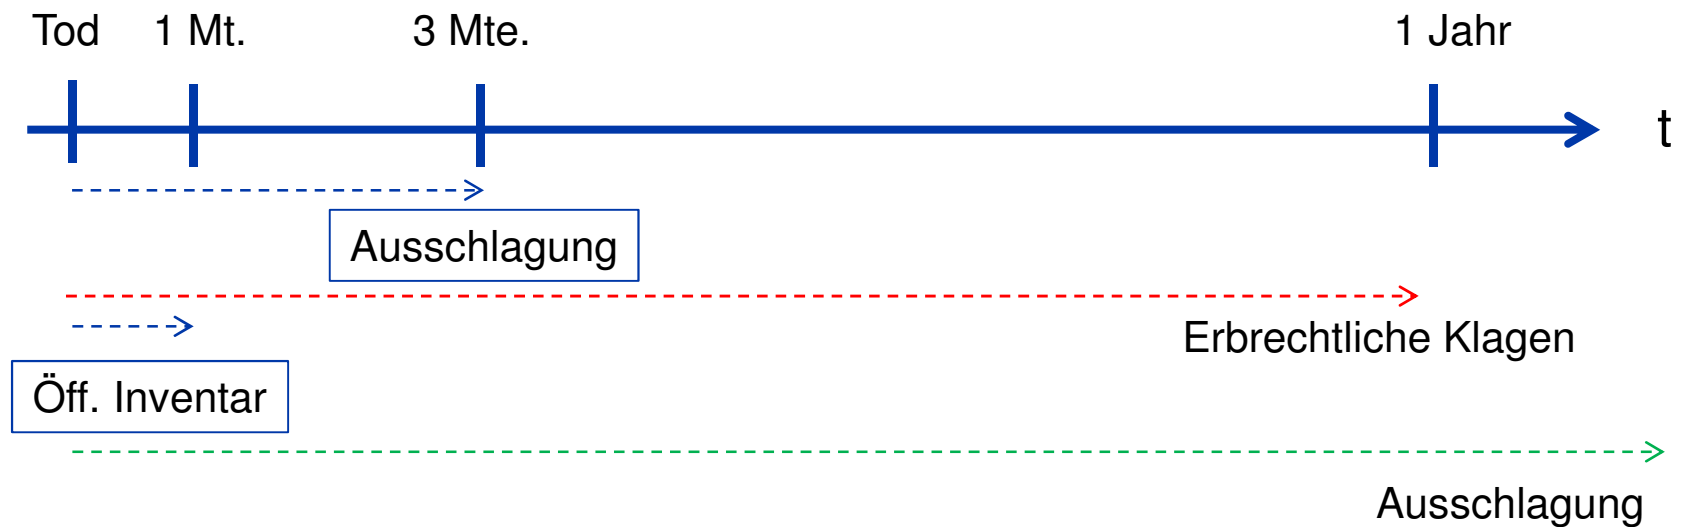 Tod 1 Mt. 3 Mte. 1 Jahr
t
Ausschlagung
Erbrechtliche Klagen
Öff. Inventar
Ausschlagung